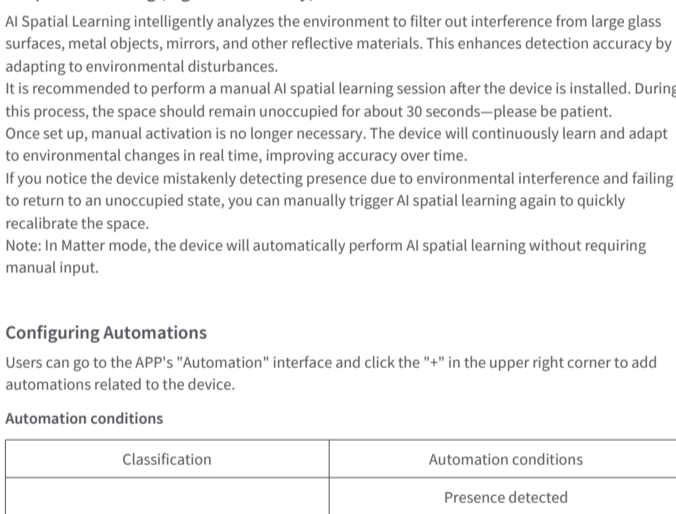 AI Spatial Learning intelligently analyzes the environment to filter out interference from large glass
surfaces, metal objects, mirrors, and other reflective materials. This enhances detection accuracy by
adapting to environmental disturbances.
It is recommended to perform a manual AI spatial learning session after the device is installed. During
this process, the space should remain unoccupied for about 30 seconds—please be patient.
Once set up, manual activation is no longer necessary. The device will continuously learn and adapt
to environmental changes in real time, improving accuracy over time.
If you notice the device mistakenly detecting presence due to environmental interference and failing
to return to an unoccupied state, you can manually trigger AI spatial learning again to quickly
recalibrate the space.
Note: In Matter mode, the device will automatically perform AI spatial learning without requiring
manual input.
Configuring Automations
Users can go to the APP's "Automation" interface and click the "+" in the upper right corner to add
automations related to the device.
Automation conditions
Classification
Automation conditions
Presence detected